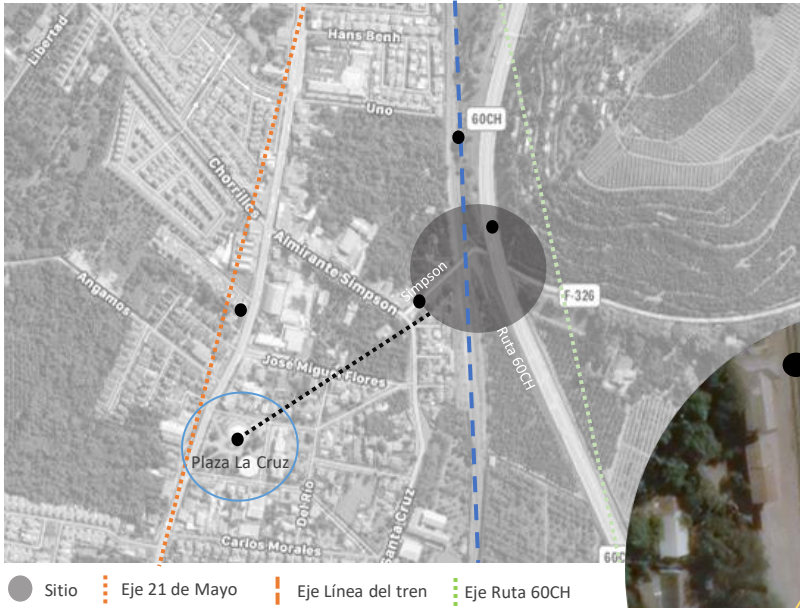 Libertad
Hans Benh
Uno
60CH
Chorrillos
Almirante Simpson
Simpson
Angamos
F-326
Ruta 60CH
José Miguel Flores
Plaza La Cruz
Del Río
Santa Cruz
Carlos Morales
Sitio
Eje 21 de Mayo
Eje Línea del tren
Eje Ruta 60CH